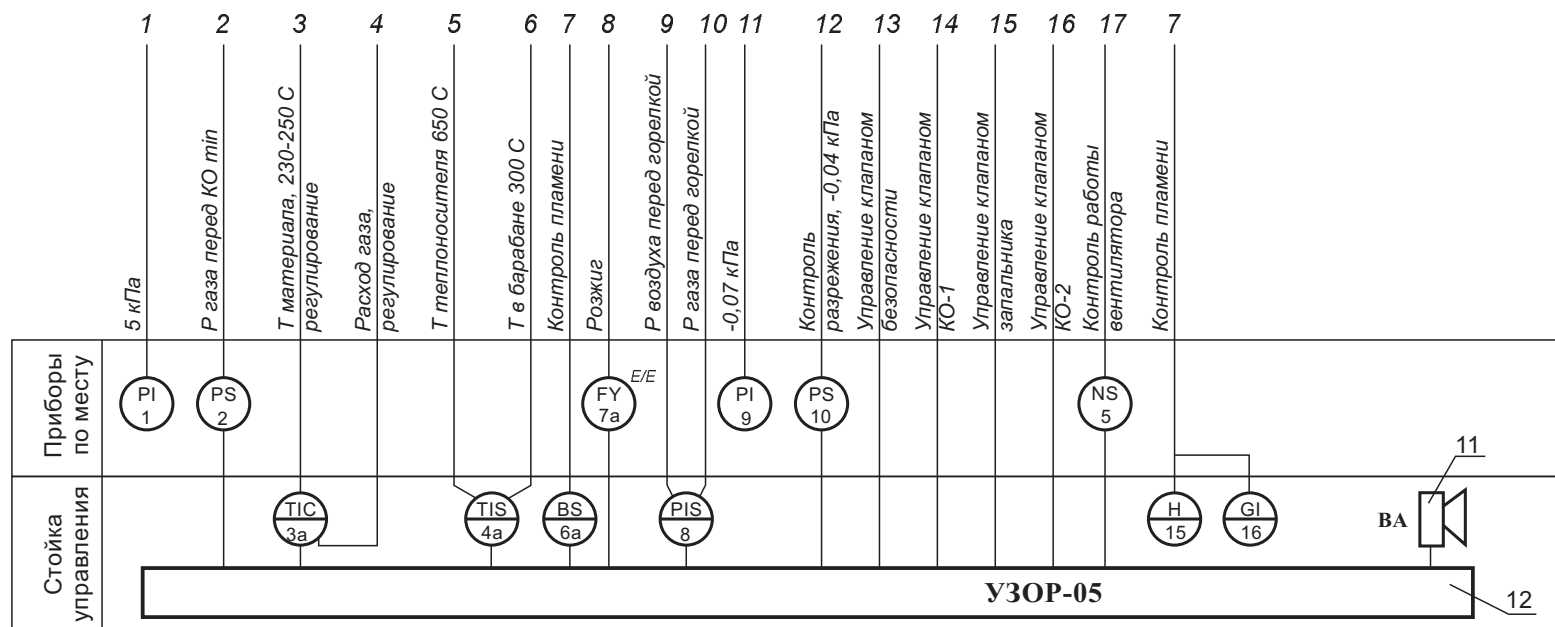 1 2 3 4 5 6 7 8 9 10 11 12 13 14 15 16 17 7
5 кПа
Р газа перед КО min
Т материала, 230-250 С
регулирование
Расход газа,
регулирование
Т теплоносителя 650 С
Т в барабане 300 С
Контроль пламени
Розжиг
Р воздуха перед горелкой
Р газа перед горелкой
-0,07 кПа
Контроль
разрежения, -0,04 кПа
Управление клапаном
безопасности
Управление клапаном
КО-1
Управление клапаном
запальника
Управление клапаном
КО-2
Контроль работы
вентилятора
Контроль пламени
Приборы
по месту
PI
1
PS
2
FY
7а
E/E
PI
9
PS
10
NS
5
Стойка
управления
TIC
3а
TIS
4а
BS
6а
PIS
8
H
15
GI
16
ВА
11
УЗОР-05
12